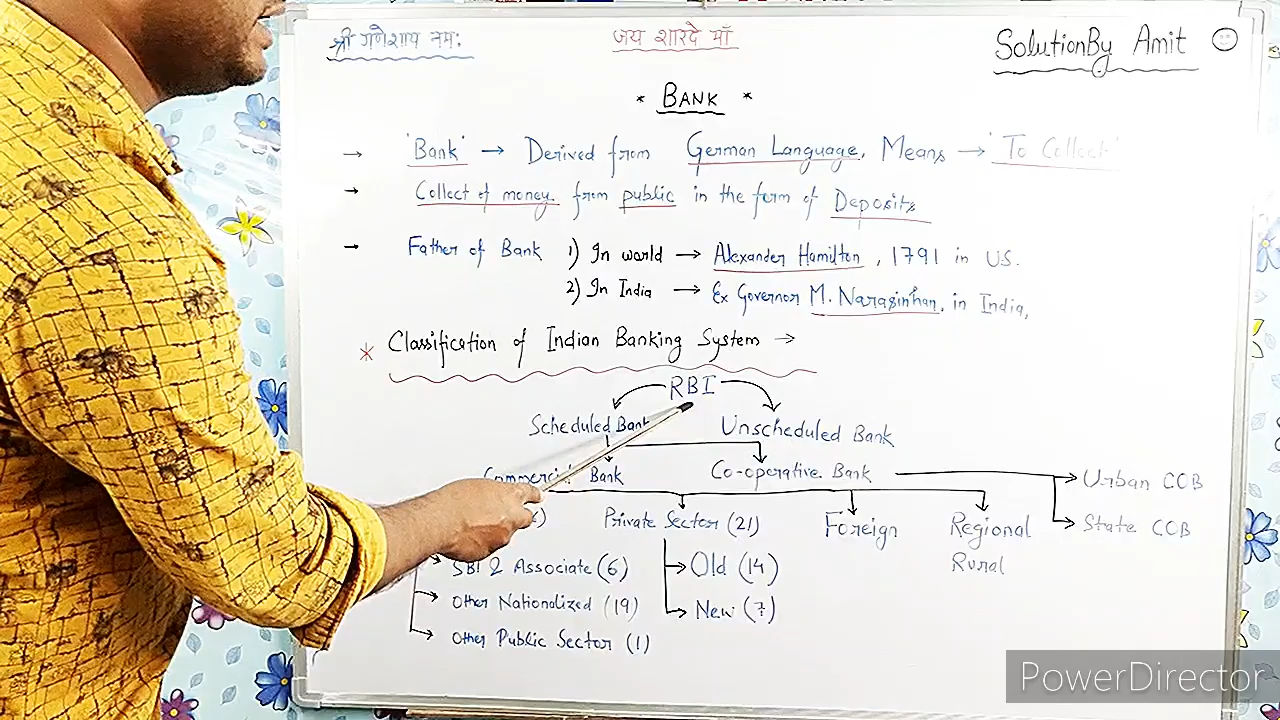 श्री गणेशाय नमः
जय शारदे माँ
SolutionBy Amit
* BANK *
→ 'Bank' → Derived from German Language, Means → 'To Collect'
→ Collect of money from public in the form of Deposits
→ Father of Bank 1) In world → Alexander Hamilton, 1791 in U.S.
2) In India → Ex Governor M. Narasinhan, in India,
* Classification of Indian Banking System →
RBI
Scheduled Bank Unscheduled Bank
Commercial Bank Co-operative Bank → Urban COB
Private Sector (21) Foreign Regional Rural → State COB
SBI & Associate (6) → Old (14)
→ Other Nationalized (19) → New (7)
→ Other Public Sector (1)
PowerDirector